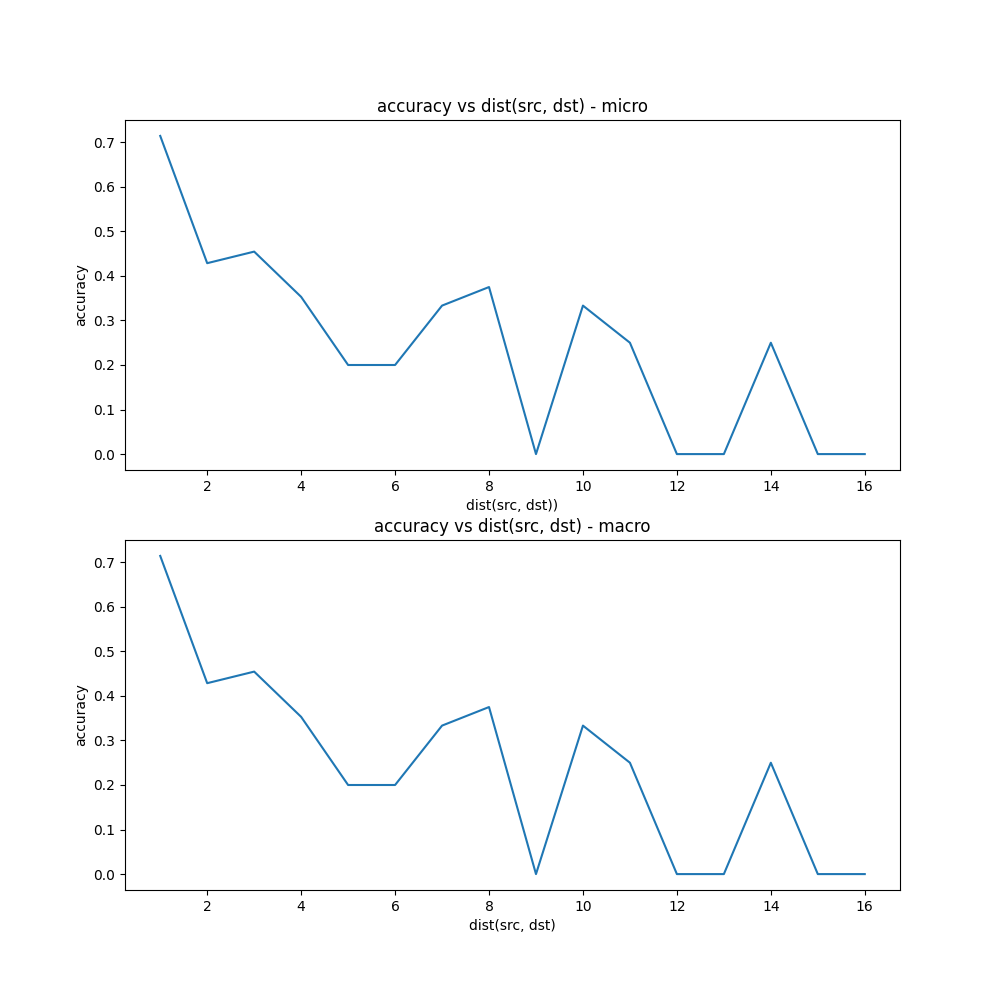 accuracy vs dist(src, dst) - micro
0.7
0.6
0.5
0.4
0.3
0.2
0.1
0.0
accuracy
2 4 6 8 10 12 14 16
dist(src, dst))
accuracy vs dist(src, dst) - macro
0.7
0.6
0.5
0.4
0.3
0.2
0.1
0.0
accuracy
2 4 6 8 10 12 14 16
dist(src, dst)